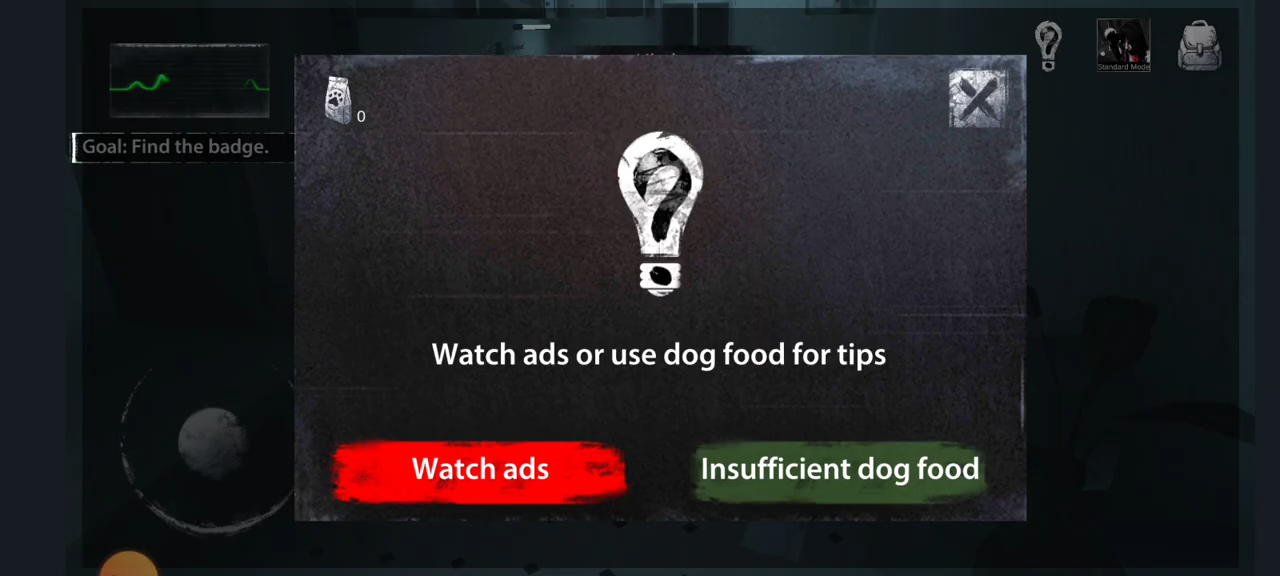 Standard Mode
0
Goal: Find the badge.
Watch ads or use dog food for tips
Watch ads
Insufficient dog food